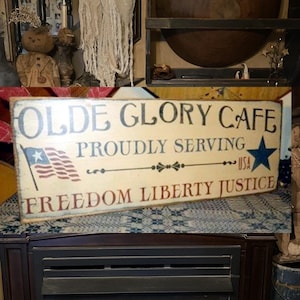 OLDE GLORY CAFE
PROUDLY SERVING
USA
FREEDOM LIBERTY JUSTICE